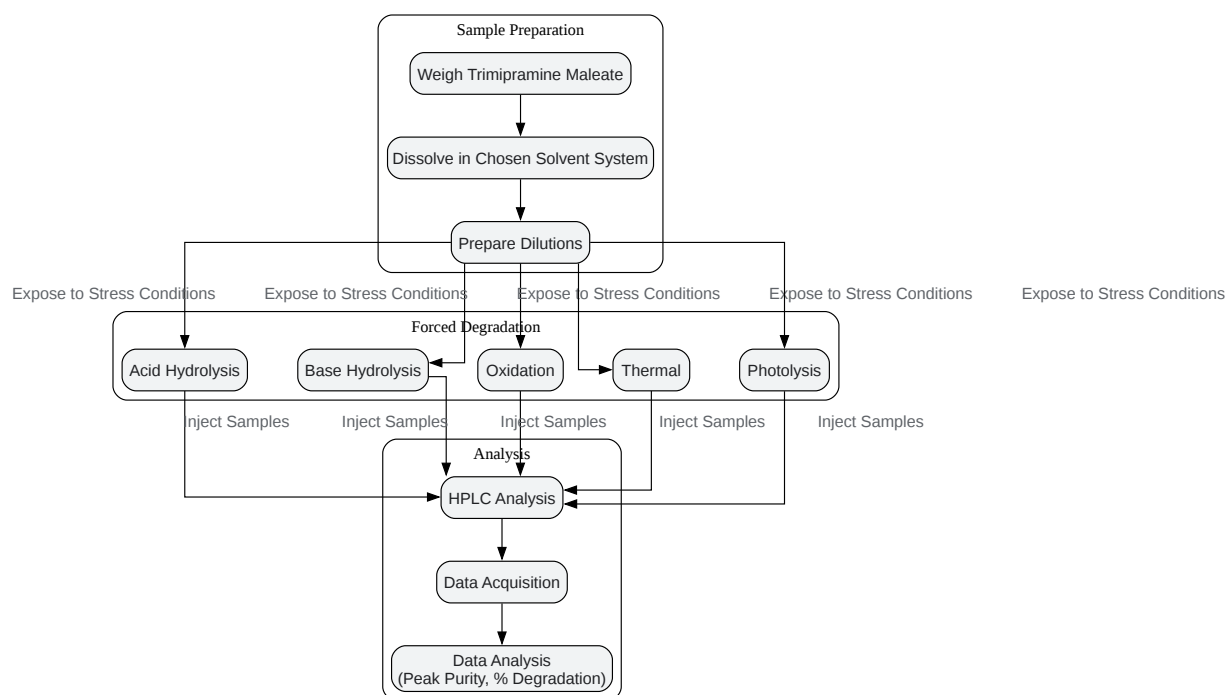 Sample Preparation
Weigh Trimipramine Maleate
Dissolve in Chosen Solvent System
Prepare Dilutions
Expose to Stress Conditions
Expose to Stress Conditions
Expose to Stress Conditions
Expose to Stress Conditions
Expose to Stress Conditions
Forced Degradation
Acid Hydrolysis
Base Hydrolysis
Oxidation
Thermal
Photolysis
Inject Samples
Inject Samples
Inject Samples
Inject Samples
Inject Samples
Analysis
HPLC Analysis
Data Acquisition
Data Analysis
(Peak Purity, % Degradation)